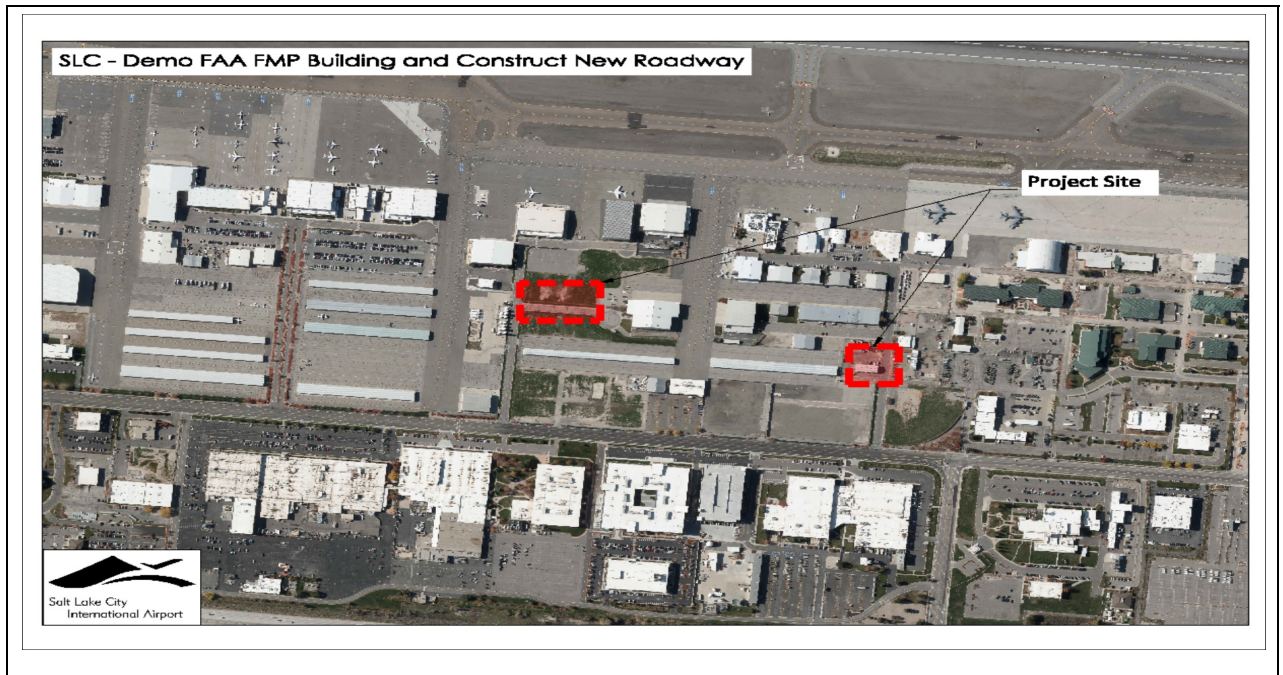 SLC - Demo FAA FMP Building and Construct New Roadway
Project Site
Salt Lake City
International Airport